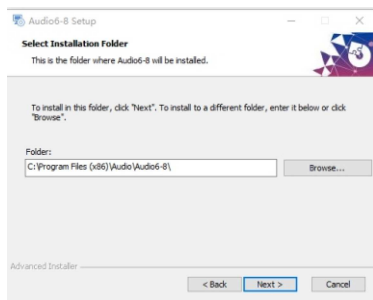 Audio6-8 Setup
Select Installation Folder
This is the folder where Audio6-8 will be installed.
To install in this folder, click "Next". To install to a different folder, enter it below or click
"Browse".
Folder:
C:\Program Files (x86)\Audio\Audio6-8\
Browse...
Advanced Installer
< Back
Next >
Cancel